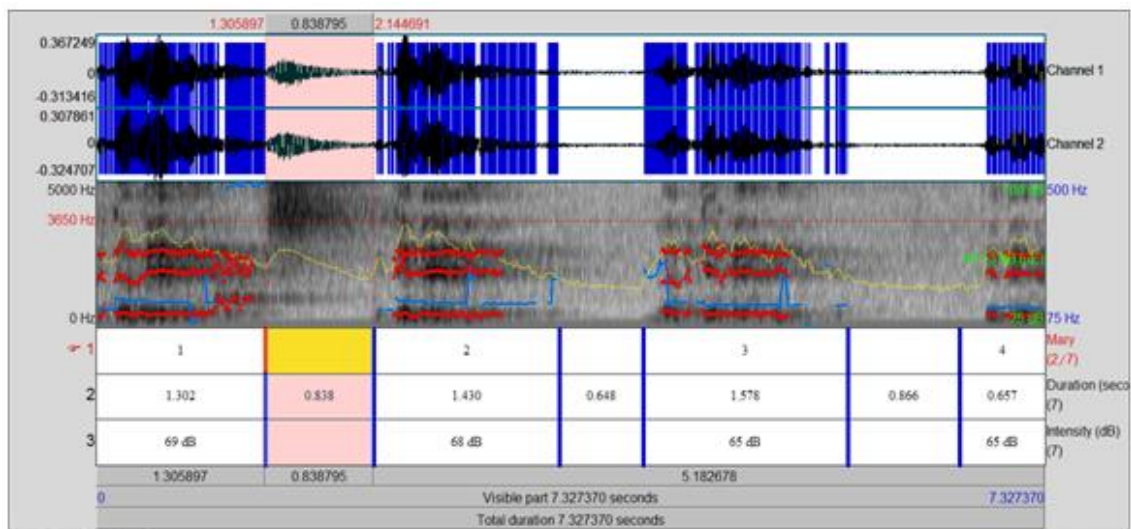 1.305897 0.838795 2.144691
0.367249
0
-0.313416
0.307861
0
-0.324707
Channel 1
Channel 2
5000 Hz 500 Hz
3650 Hz
0 Hz 75 Hz
1 1 2 3 4 Mary (2/7)
2 1.302 0.838 1.430 0.648 1.578 0.866 0.657 Duration (seco (7)
3 69 dB 68 dB 65 dB 65 dB Intensity (dB) (7)
1.305897 0.838795 5.182678
0 Visible part 7.327370 seconds 7.327370
Total duration 7.327370 seconds